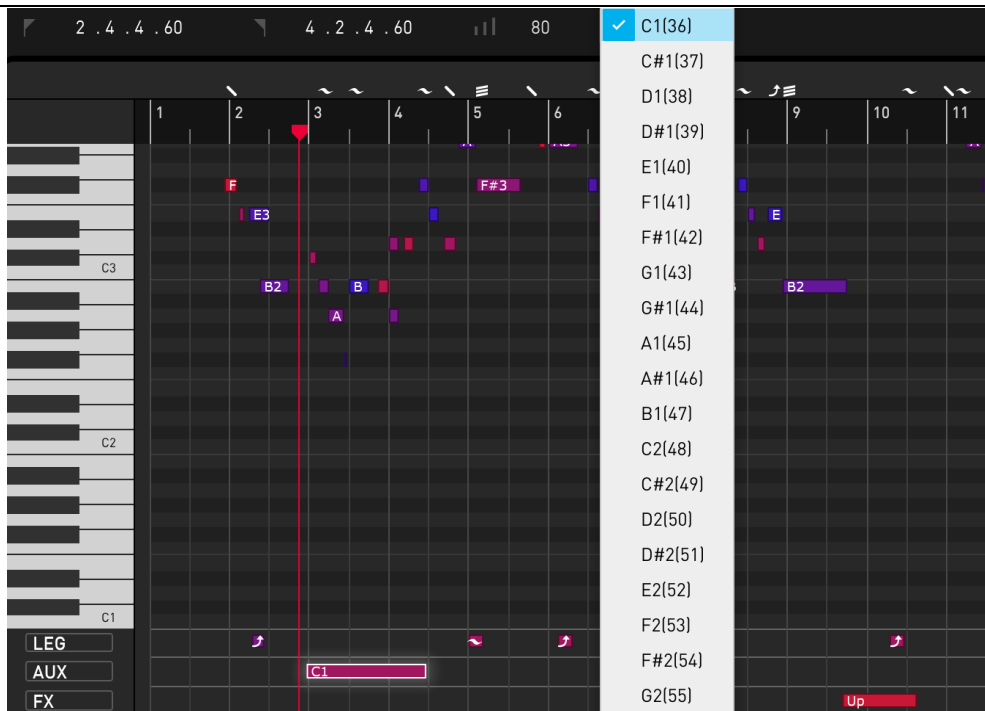 2 . 4 . 4 . 60 4 . 2 . 4 . 60 80
C1(36)
C#1(37)
D1(38)
D#1(39)
E1(40)
F1(41)
F#1(42)
G1(43)
G#1(44)
A1(45)
A#1(46)
B1(47)
C2(48)
C#2(49)
D2(50)
D#2(51)
E2(52)
F2(53)
F#2(54)
G2(55)
1 2 3 4 5 6 9 10 11
F F#3
E3 E
C3
B2 B B2
A
C2
C1
LEG
AUX C1
FX Up